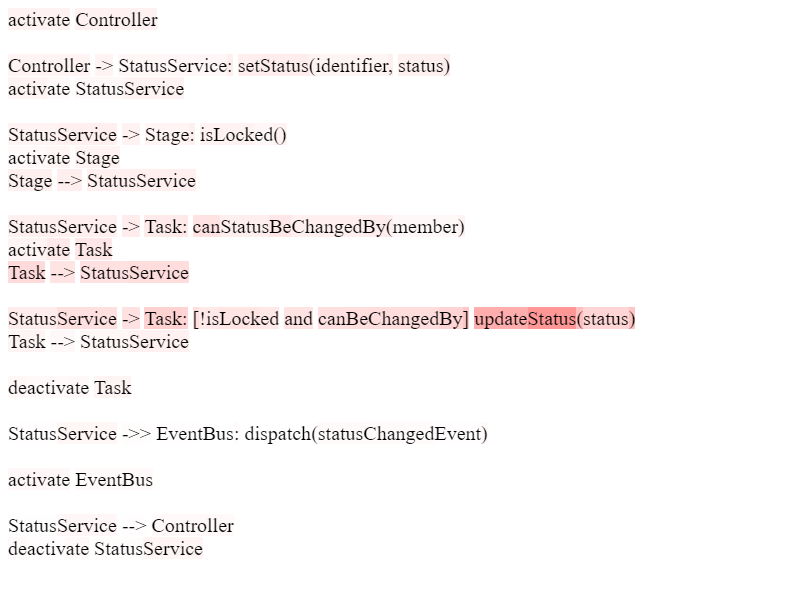 activate Controller
Controller -> StatusService: setStatus(identifier, status)
activate StatusService
StatusService -> Stage: isLocked()
activate Stage
Stage --> StatusService
StatusService -> Task: canStatusBeChangedBy(member)
activate Task
Task --> StatusService
StatusService -> Task: [!isLocked and canBeChangedBy] updateStatus(status)
Task --> StatusService
deactivate Task
StatusService ->> EventBus: dispatch(statusChangedEvent)
activate EventBus
StatusService --> Controller
deactivate StatusService